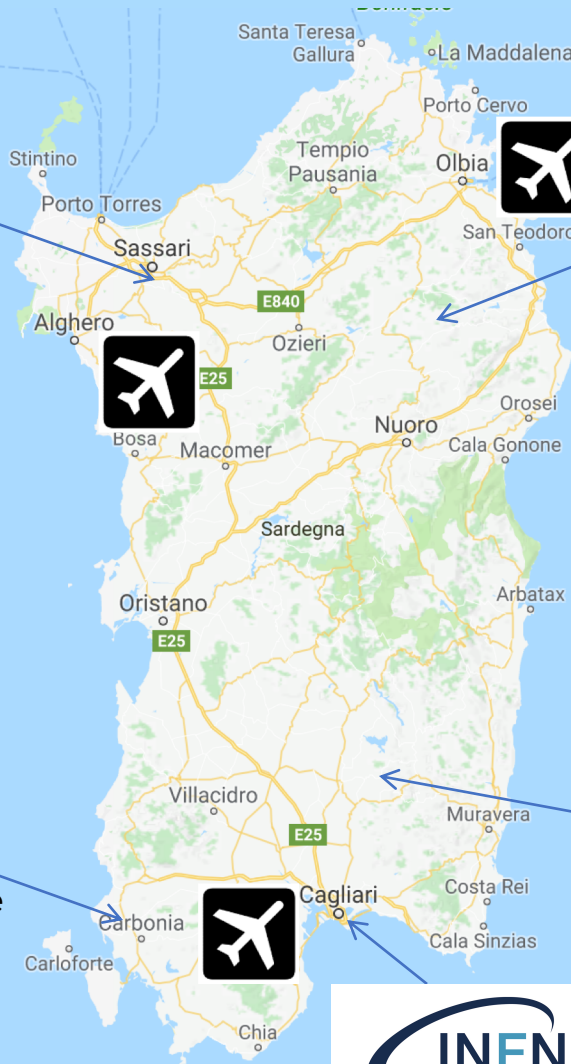 Santa Teresa
Gallura
La Maddalena
Porto Cervo
Stintino
Tempio
Pausania
Olbia
Porto Torres
San Teodoro
Sassari
E840
Alghero
Ozieri
E25
Orosei
Nuoro
Bosa
Macomer
Cala Gonone
Sardegna
Arbatax
Oristano
E25
Villacidro
Muravera
E25
Costa Rei
Cagliari
e
Carbonia
Cala Sinzias
Carloforte
Chia
INFN